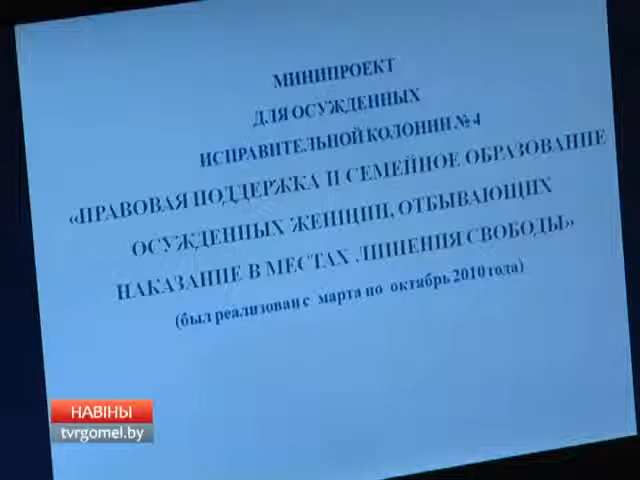 МИНИПРОЕКТ
ДЛЯ ОСУЖДЕННЫХ
ИСПРАВИТЕЛЬНОЙ КОЛОНИИ № 4
«ПРАВОВАЯ ПОДДЕРЖКА И СЕМЕЙНОЕ ОБРАЗОВАНИЕ
ОСУЖДЕННЫХ ЖЕНЩИН, ОТБЫВАЮЩИХ
НАКАЗАНИЕ В МЕСТАХ ЛИШЕНИЯ СВОБОДЫ»
(был реализован с марта по октябрь 2010 года)
НАВІНЫ
tvrgomel.by